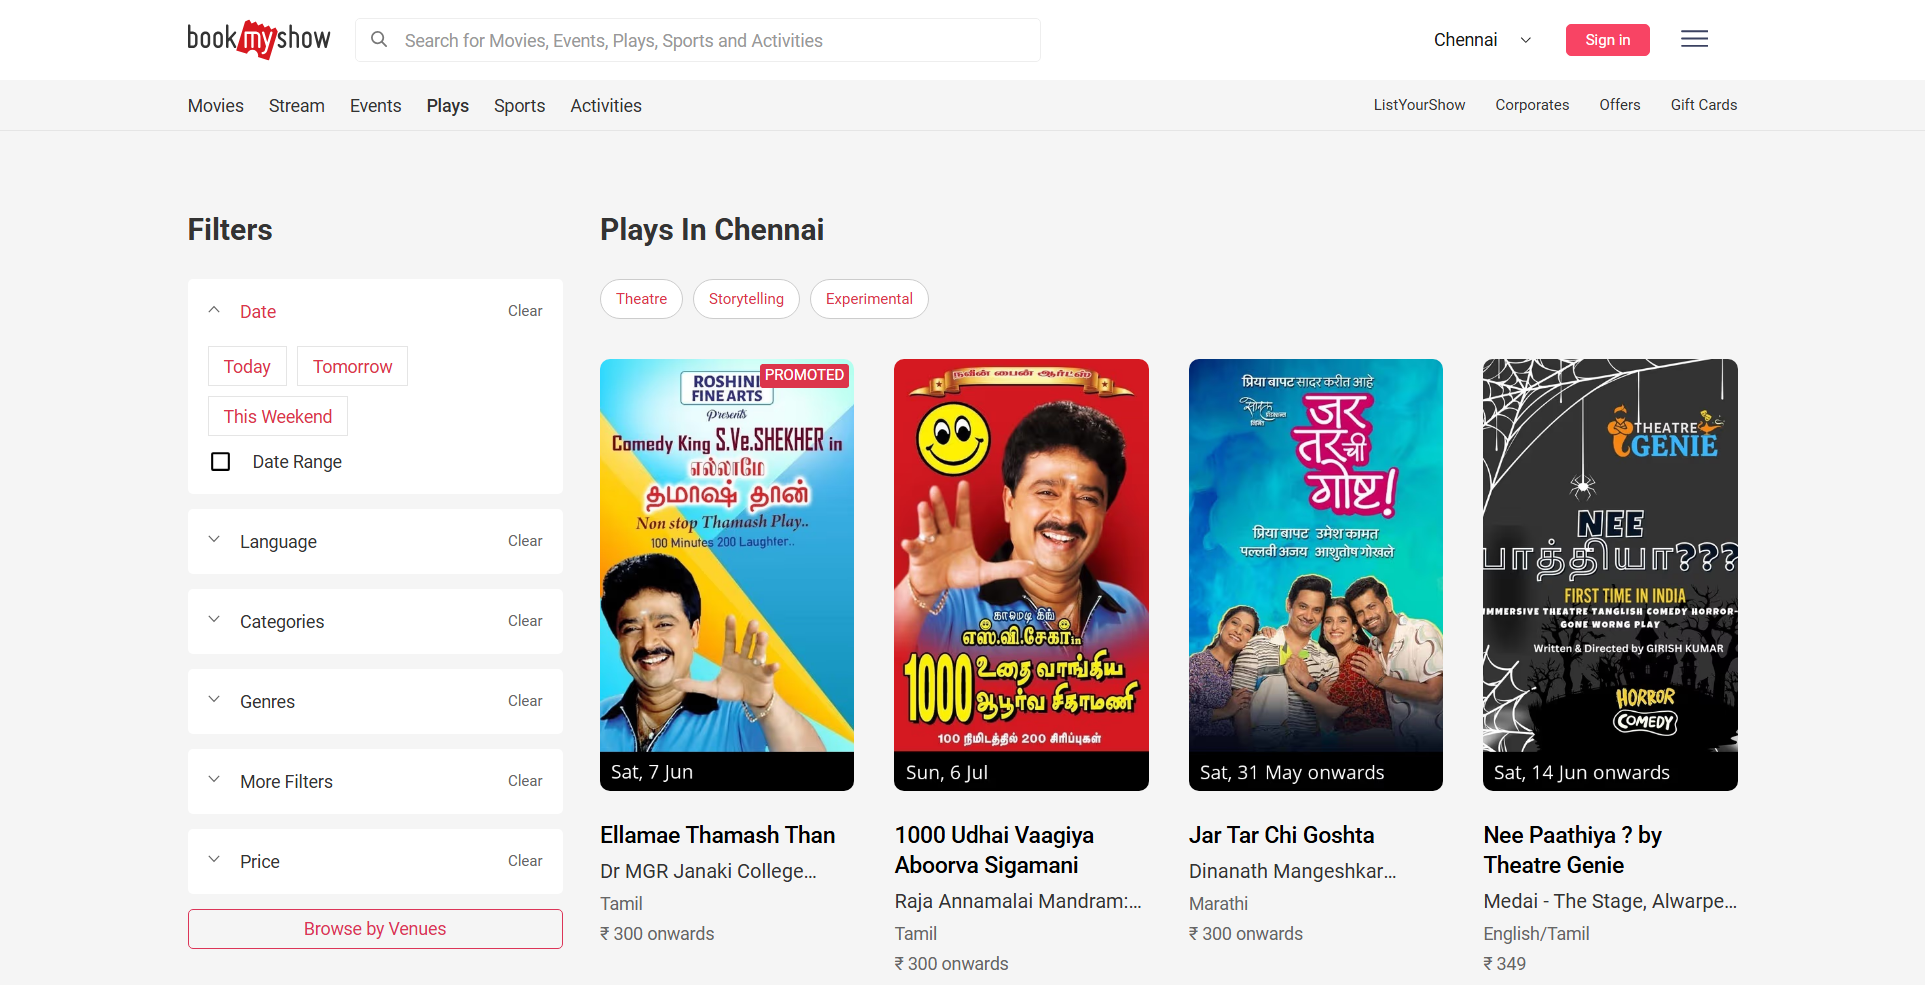 bookmyshow
Search for Movies, Events, Plays, Sports and Activities
Chennai
Sign in
Movies
Stream
Events
Plays
Sports
Activities
ListYourShow
Corporates
Offers
Gift Cards
Filters
Date
Clear
Today
Tomorrow
This Weekend
Date Range
Language
Clear
Categories
Clear
Genres
Clear
More Filters
Clear
Price
Clear
Browse by Venues
Plays In Chennai
Theatre
Storytelling
Experimental
PROMOTED
ROSHINI
FINE ARTS
Presents
Comedy King S.Ve.SHEKHER in
எல்லாமே
தமாஷ் தான்
Non stop Thamash Play..
100 Minutes 200 Laughter..
Sat, 7 Jun
Ellamae Thamash Than
Dr MGR Janaki College...
Tamil
₹ 300 onwards
நவீன் பைன் ஆர்ட்ஸ்
காமெடி கிங்
எஸ்.வி.சேகர் in
1000 உதை வாங்கிய
ஆபூர்வ சிகாமணி
100 நிமிடத்தில் 200 சிரிப்புகள்
Sun, 6 Jul
1000 Udhai Vaagiya
Aboorva Sigamani
Raja Annamalai Mandram:...
Tamil
₹ 300 onwards
प्रिया बापट सादर करीत आहे
जर
तर ची
गोष्ट!
प्रिया बापट उमेश कामत
पल्लवी अजय आशुतोष गोखले
Sat, 31 May onwards
Jar Tar Chi Goshta
Dinanath Mangeshkar...
Marathi
₹ 300 onwards
THEATRE
GENIE
NEE
பாத்தியா???
FIRST TIME IN INDIA
IMMERSIVE THEATRE TANGLISH COMEDY HORROR-
GONE WORNG PLAY
Written & Directed by GIRISH KUMAR
HORROR
COMEDY
Sat, 14 Jun onwards
Nee Paathiya ? by
Theatre Genie
Medai - The Stage, Alwarpe...
English/Tamil
₹ 349